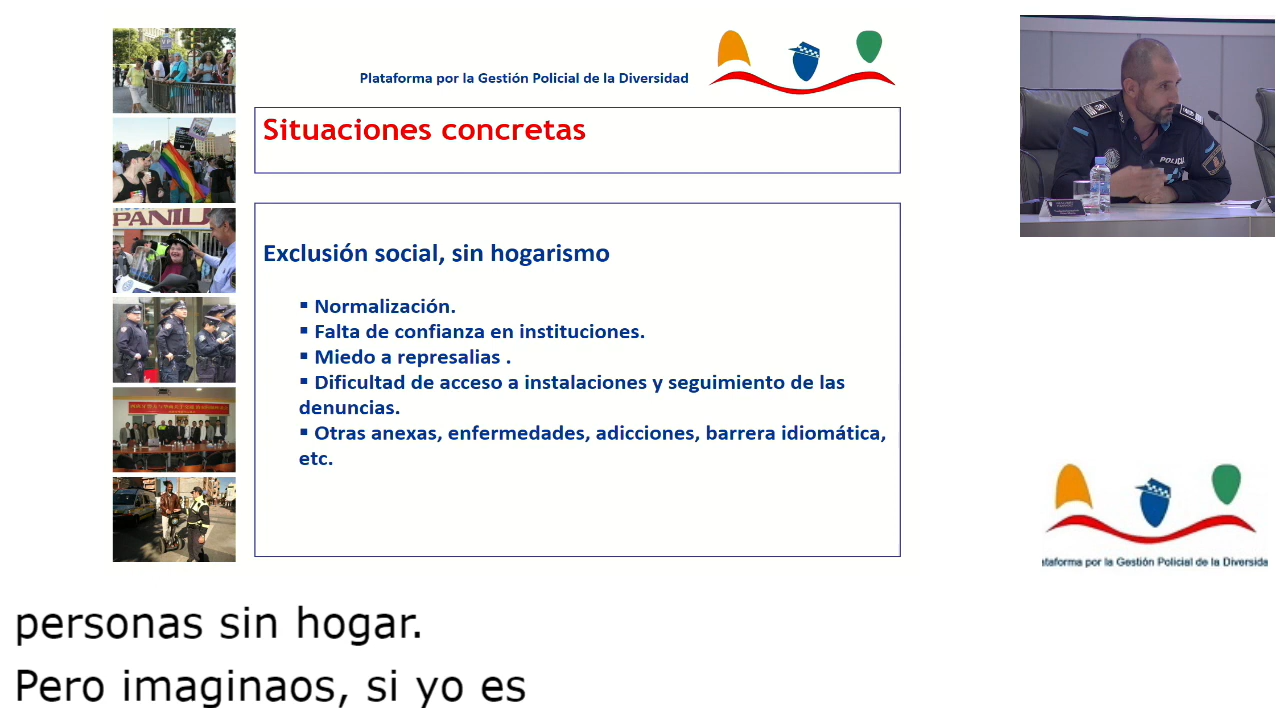 Plataforma por la Gestión Policial de la Diversidad
Situaciones concretas
Exclusión social, sin hogarismo
▪ Normalización.
▪ Falta de confianza en instituciones.
▪ Miedo a represalias .
▪ Dificultad de acceso a instalaciones y seguimiento de las
denuncias.
▪ Otras anexas, enfermedades, adicciones, barrera idiomática,
etc.
PANIL
POLICIA
ataforma por la Gestión Policial de la Diversida
personas sin hogar.
Pero imaginaos, si yo es